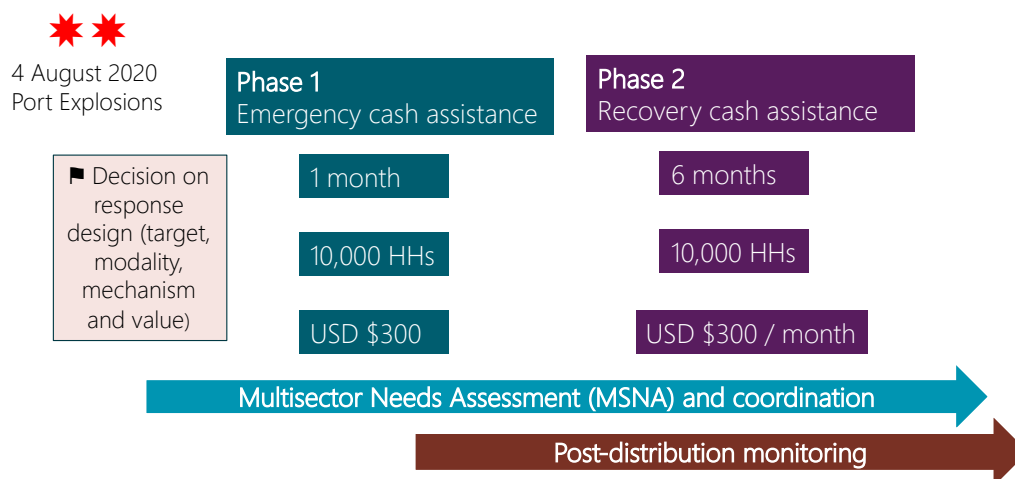 4 August 2020
Port Explosions
Phase 1
Emergency cash assistance
Phase 2
Recovery cash assistance
Decision on
response
design (target,
modality,
mechanism
and value)
1 month
6 months
10,000 HHs
10,000 HHs
USD $300
USD $300 / month
Multisector Needs Assessment (MSNA) and coordination
Post-distribution monitoring